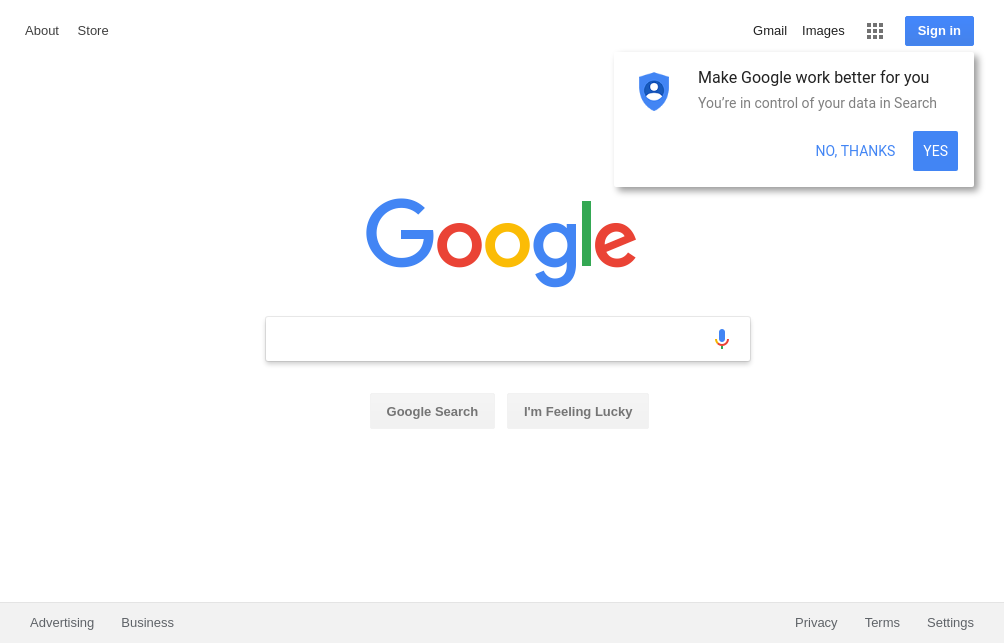 About Store Gmail Images Sign in
Make Google work better for you
You're in control of your data in Search
NO, THANKS YES
Google
Google Search I'm Feeling Lucky
Advertising Business Privacy Terms Settings